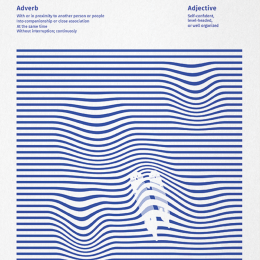 Adverb
With or in proximity to another person or people
Into companionship or close association
At the same time
Without interruption, continously
Adjective
Self-confident,
level-headed,
or well organized